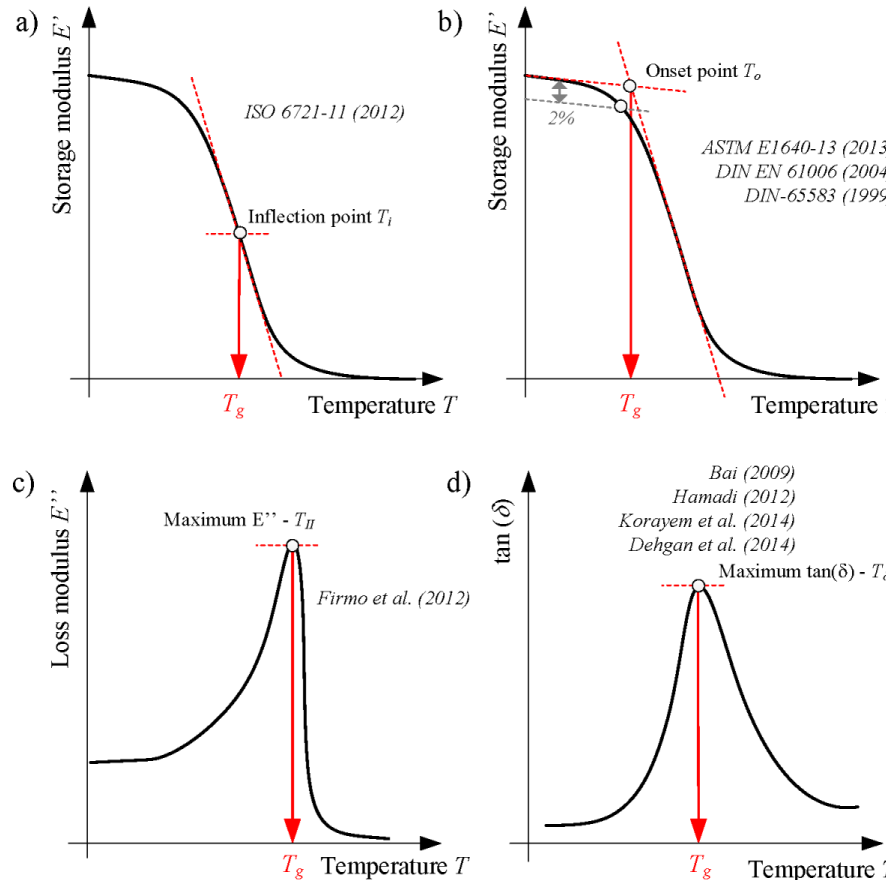 a)
Storage modulus E'
ISO 6721-11 (2012)
Inflection point Ti
Tg
Temperature T
b)
Storage modulus E'
Onset point To
2%
ASTM E1640-13 (2013
DIN EN 61006 (2004
DIN-65583 (1999
Tg
Temperature
c)
Loss modulus E’’
Maximum E’’ - TII
Firmo et al. (2012)
Tg
Temperature T
d)
tan (δ)
Bai (2009)
Hamadi (2012)
Korayem et al. (2014)
Dehgan et al. (2014)
Maximum tan(δ) - T
Tg
Temperature T